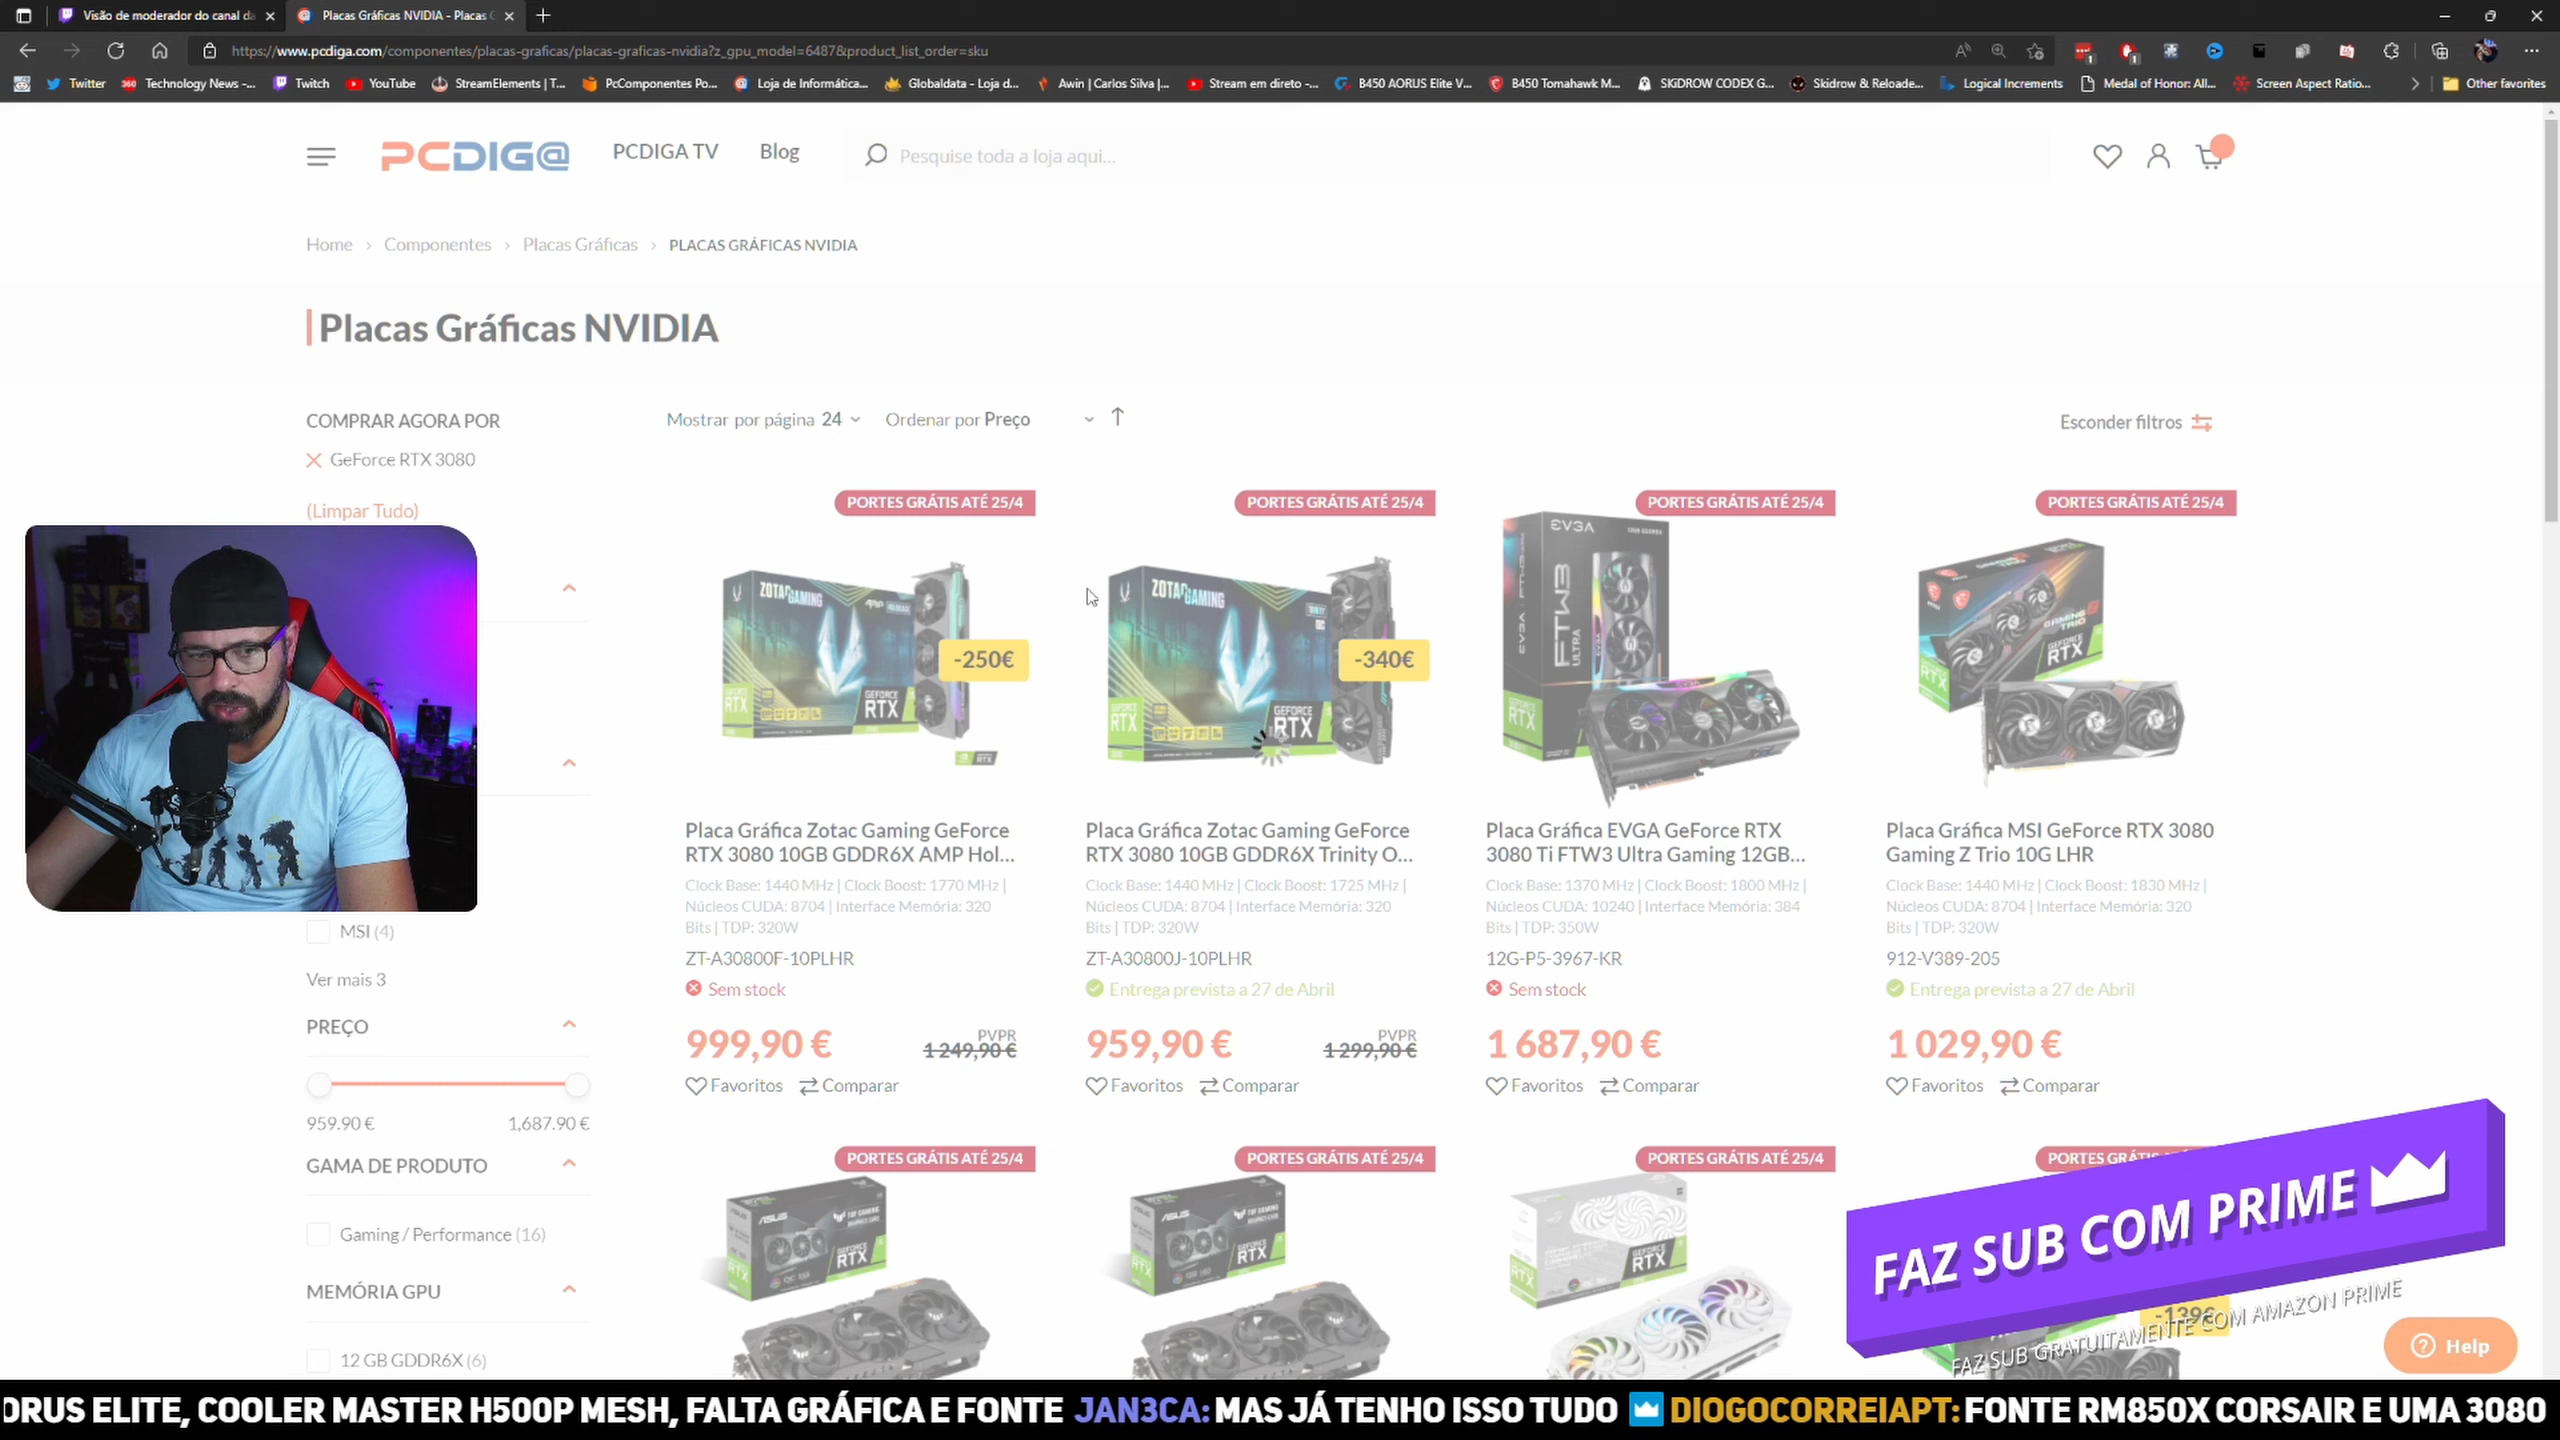 Visão de moderador do canal da
Placas Gráficas NVIDIA - Placas G
https://www.pcdiga.com/componentes/placas-graficas/placas-graficas-nvidia?z_gpu_model=6487&product_list_order=sku
Twitter
Technology News -...
Twitch
YouTube
StreamElements | T...
PcComponentes Po...
Loja de Informática...
Globaldata - Loja d...
Awin | Carlos Silva |...
Stream em direto -...
B450 AORUS Elite V...
B450 Tomahawk M...
SKiDROW CODEX G...
Skidrow & Reloade...
Logical Increments
Medal of Honor: All...
Screen Aspect Ratio...
Other favorites
PCDIG@
PCDIGA TV
Blog
Pesquise toda a loja aqui...
Home > Componentes > Placas Gráficas > PLACAS GRÁFICAS NVIDIA
Placas Gráficas NVIDIA
COMPRAR AGORA POR
GeForce RTX 3080
(Limpar Tudo)
Mostrar por página 24
Ordenar por Preço
Esconder filtros
MSI (4)
Ver mais 3
PREÇO
959.90 €
1,687.90 €
GAMA DE PRODUTO
Gaming / Performance (16)
MEMÓRIA GPU
12 GB GDDR6X (6)
PORTES GRÁTIS ATÉ 25/4
ZOTAC GAMING
GEFORCE RTX
-250€
Placa Gráfica Zotac Gaming GeForce
RTX 3080 10GB GDDR6X AMP Hol...
Clock Base: 1440 MHz | Clock Boost: 1770 MHz |
Núcleos CUDA: 8704 | Interface Memória: 320
Bits | TDP: 320W
ZT-A30800F-10PLHR
Sem stock
999,90 €
PVPR
1 249,90 €
Favoritos
Comparar
PORTES GRÁTIS ATÉ 25/4
ZOTAC GAMING
GEFORCE RTX
-340€
Placa Gráfica Zotac Gaming GeForce
RTX 3080 10GB GDDR6X Trinity O...
Clock Base: 1440 MHz | Clock Boost: 1725 MHz |
Núcleos CUDA: 8704 | Interface Memória: 320
Bits | TDP: 320W
ZT-A30800J-10PLHR
Entrega prevista a 27 de Abril
959,90 €
PVPR
1 299,90 €
Favoritos
Comparar
PORTES GRÁTIS ATÉ 25/4
EVGA
FTW3
ULTRA
RTX
Placa Gráfica EVGA GeForce RTX
3080 Ti FTW3 Ultra Gaming 12GB...
Clock Base: 1370 MHz | Clock Boost: 1800 MHz |
Núcleos CUDA: 10240 | Interface Memória: 384
Bits | TDP: 350W
12G-P5-3967-KR
Sem stock
1 687,90 €
Favoritos
Comparar
PORTES GRÁTIS ATÉ 25/4
GAMING
TRIO
GEFORCE RTX
Placa Gráfica MSI GeForce RTX 3080
Gaming Z Trio 10G LHR
Clock Base: 1440 MHz | Clock Boost: 1830 MHz |
Núcleos CUDA: 8704 | Interface Memória: 320
Bits | TDP: 320W
912-V389-205
Entrega prevista a 27 de Abril
1 029,90 €
Favoritos
Comparar
PORTES GRÁTIS ATÉ 25/4
PORTES GRÁTIS ATÉ 25/4
PORTES GRÁTIS ATÉ 25/4
PORTES GRÁTIS
-139€
FAZ SUB COM PRIME
FAZ SUB GRATUITAMENTE COM AMAZON PRIME
Help
ORUS ELITE, COOLER MASTER H500P MESH, FALTA GRÁFICA E FONTE JAN3CA: MAS JÁ TENHO ISSO TUDO DIOGOCORREIAPT: FONTE RM850X CORSAIR E UMA 3080